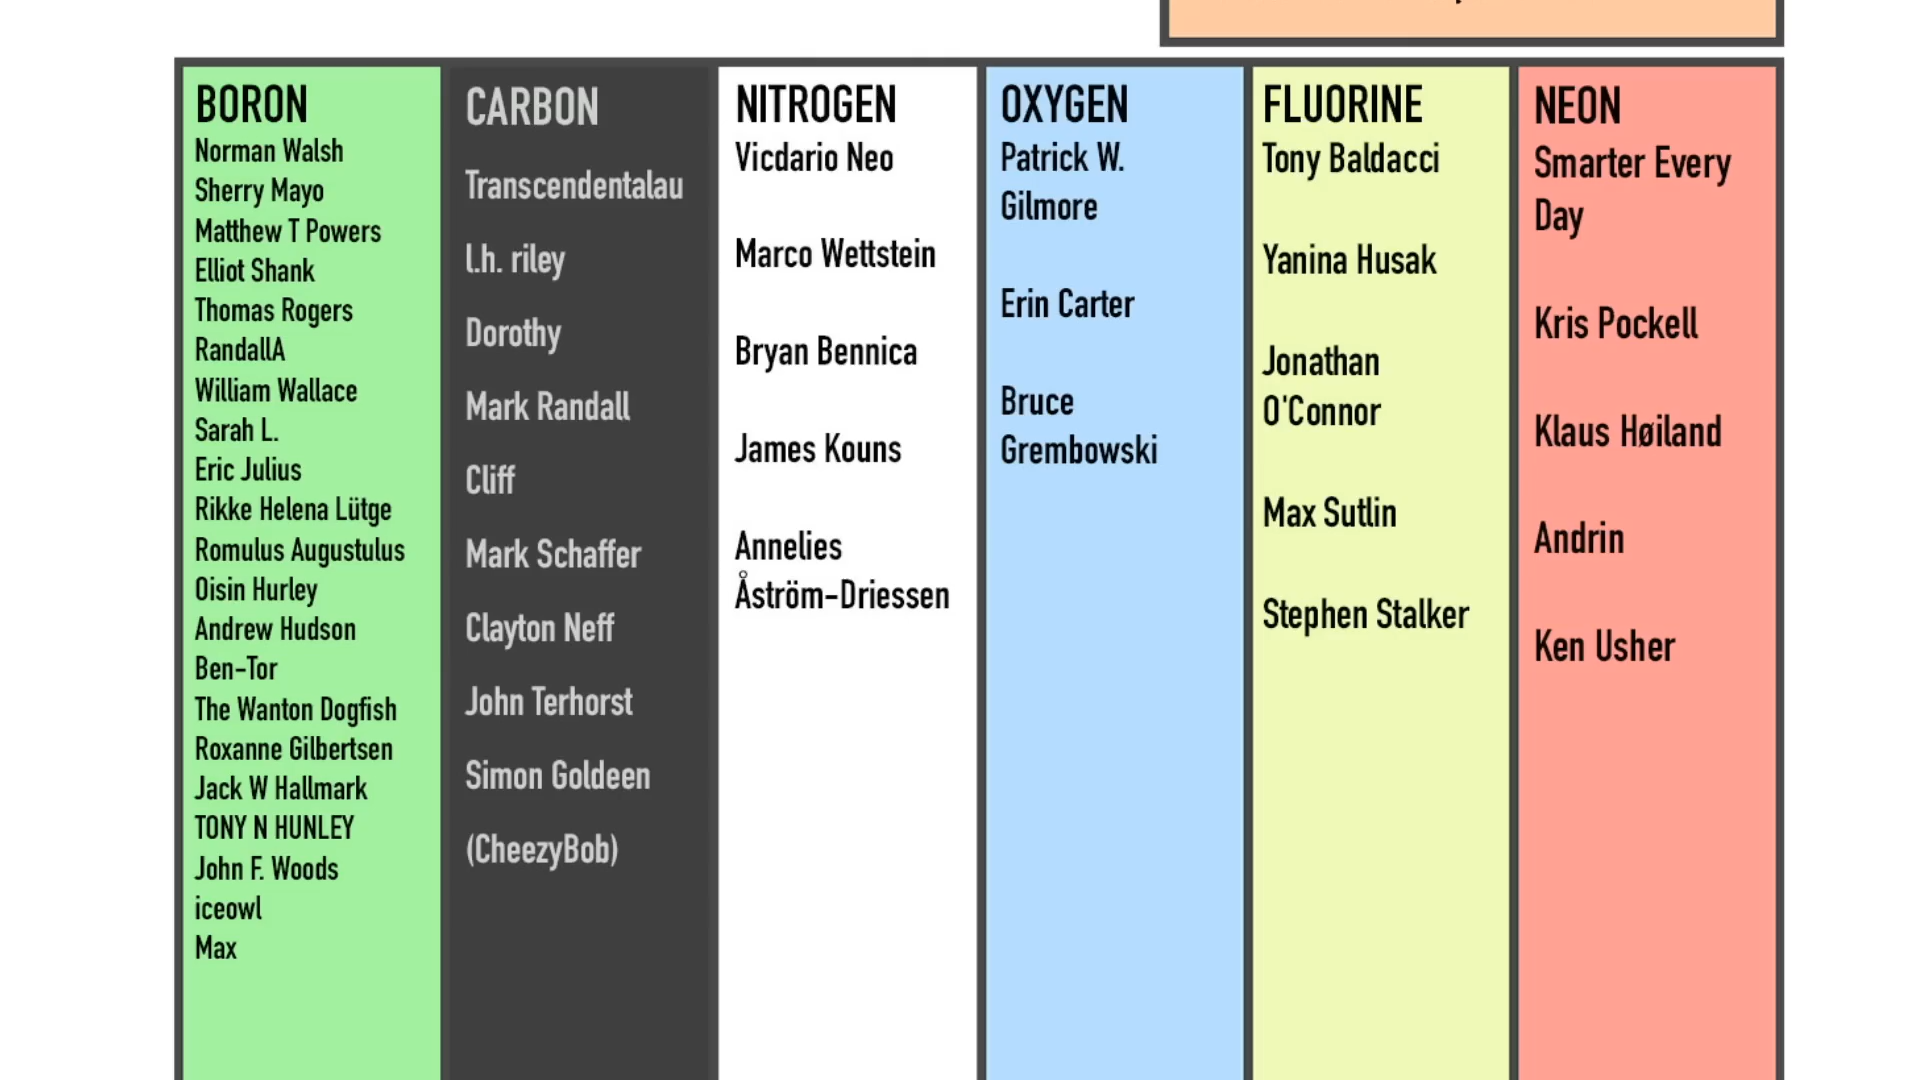 BORON
Norman Walsh
Sherry Mayo
Matthew T Powers
Elliot Shank
Thomas Rogers
RandallA
William Wallace
Sarah L.
Eric Julius
Rikke Helena Lütge
Romulus Augustulus
Oisin Hurley
Andrew Hudson
Ben-Tor
The Wanton Dogfish
Roxanne Gilbertsen
Jack W Hallmark
TONY N HUNLEY
John F. Woods
iceowl
Max
CARBON
Transcendentalau
l.h. riley
Dorothy
Mark Randall
Cliff
Mark Schaffer
Clayton Neff
John Terhorst
Simon Goldeen
(CheezyBob)
NITROGEN
Vicdario Neo
Marco Wettstein
Bryan Bennica
James Kouns
Annelies
Åström-Driessen
OXYGEN
Patrick W.
Gilmore
Erin Carter
Bruce
Grembowski
FLUORINE
Tony Baldacci
Yanina Husak
Jonathan
O'Connor
Max Sutlin
Stephen Stalker
NEON
Smarter Every
Day
Kris Pockell
Klaus Høiland
Andrin
Ken Usher